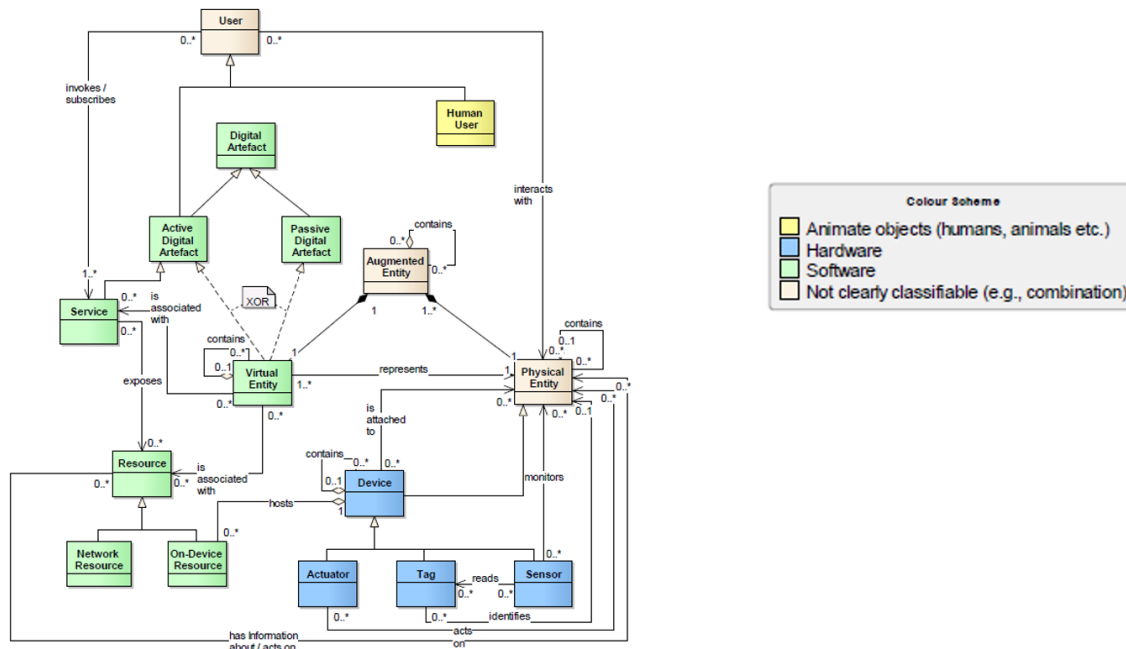 User
0..*
0..*
invokes /
subscribes
Human
User
Digital
Artefact
interacts
with
Colour Scheme
Animate objects (humans, animals etc.)
Hardware
Software
Not clearly classifiable (e.g., combination)
Active
Digital
Artefact
Passive
Digital
Artefact
contains
0..*
0..*
Augmented
Entity
1..*
0..*
is
associated
with
XOR
1
1..*
Service
0..*
contains
0..*
0..1
1
contains
0..*
0..1
0..*
1
1
Virtual
Entity
represents
1..*
Physical
Entity
exposes
0..*
0..*
0..*
0..*
0..*
0..1
is
attached
to
0..*
Resource
0..*
0..*
is
associated
with
contains
0..*
0..*
0..1
Device
1
monitors
hosts
0..*
Network
Resource
On-Device
Resource
Actuator
Tag
Sensor
0..*
reads
0..*
0..*
0..*
0..*
identifies
acts
on
has Information
about / acts on